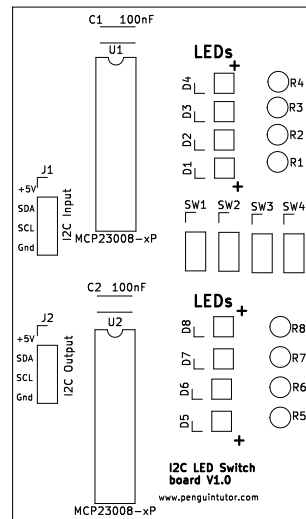 C1 100nF
U1
MCP23008-xP
LEDs
+
D4
D3
D2
D1
+
R4
R3
R2
R1
J1
+5V
SDA
SCL
Gnd
I2C Input
SW1 SW2 SW3 SW4
C2 100nF
U2
MCP23008-xP
J2
+5V
SDA
SCL
Gnd
I2C Output
LEDs
+
D8
D7
D6
D5
+
R8
R7
R6
R5
I2C LED Switch
board V1.0
www.penguintutor.com